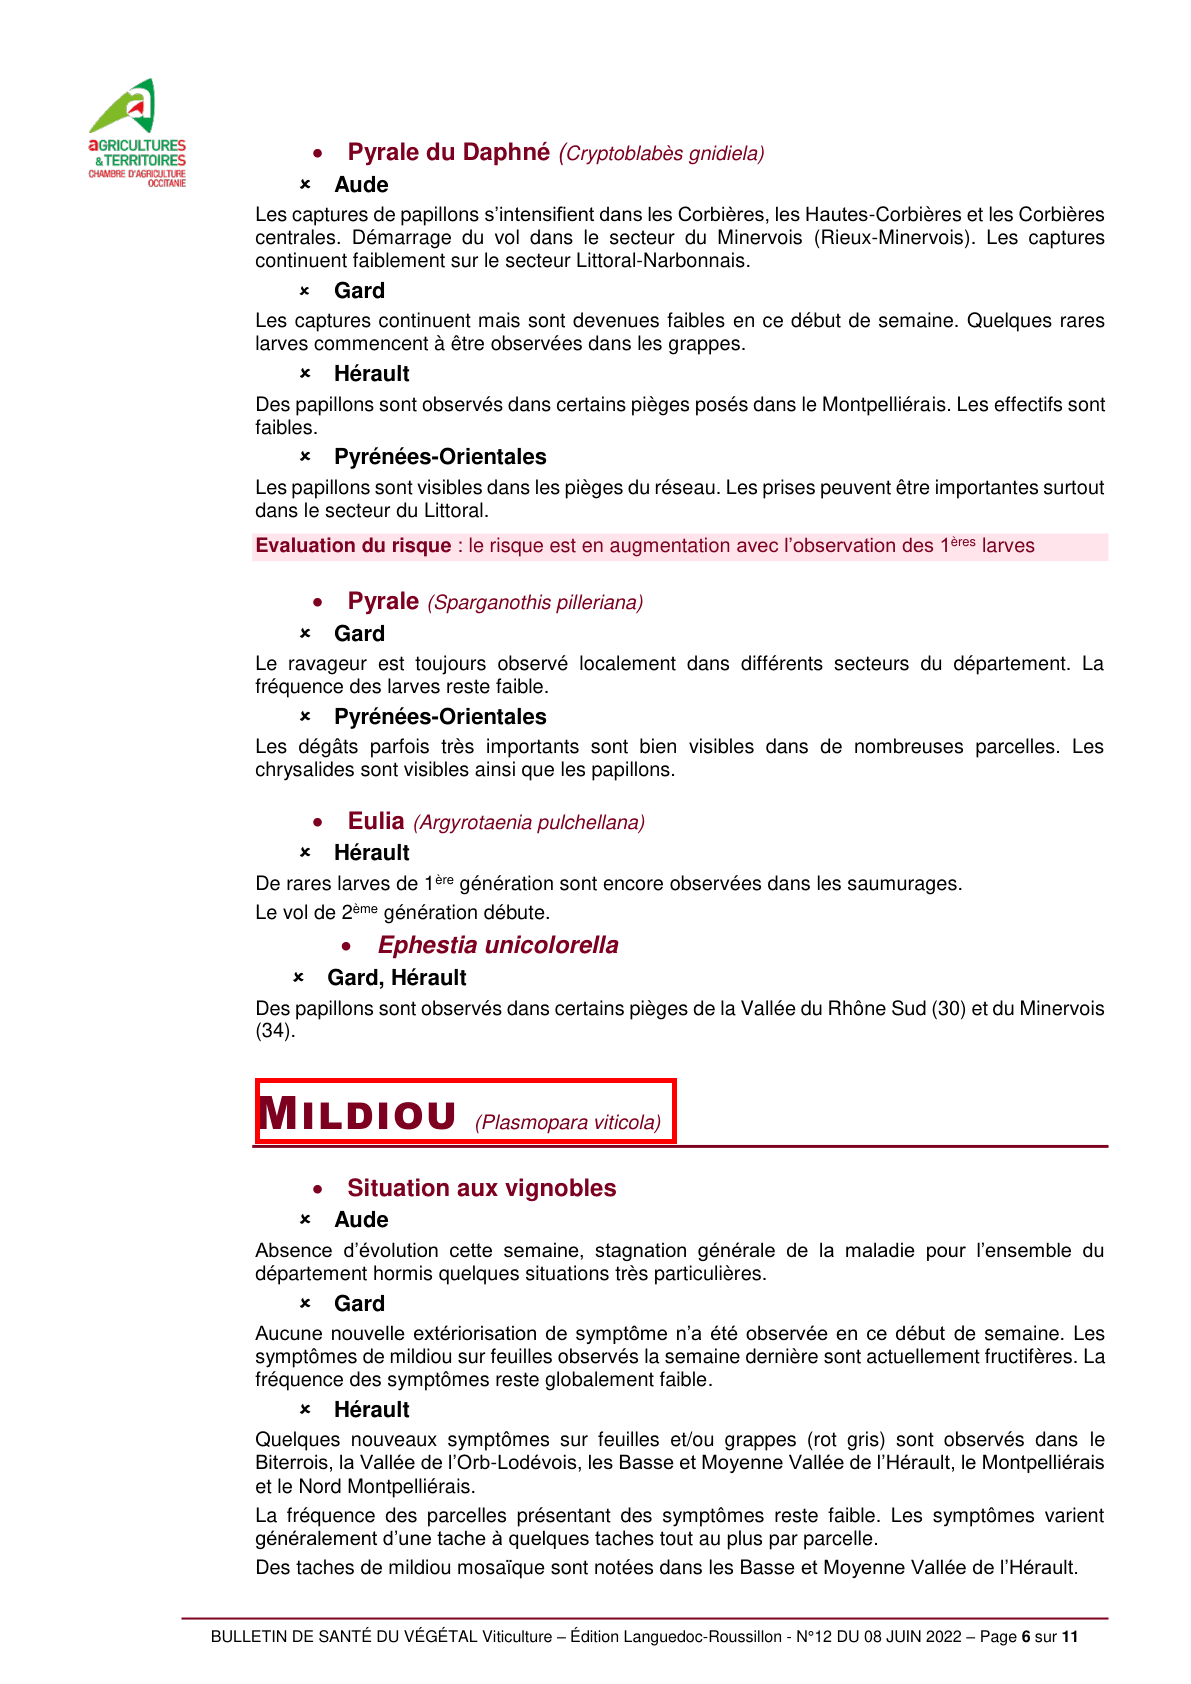 aGRICULTURES
& TERRITOIRES
CHAMBRE D'AGRICULTURE
OCCITANIE
• Pyrale du Daphné (Cryptoblabès gnidiela)
× Aude
Les captures de papillons s’intensifient dans les Corbières, les Hautes-Corbières et les Corbières
centrales. Démarrage du vol dans le secteur du Minervois (Rieux-Minervois). Les captures
continuent faiblement sur le secteur Littoral-Narbonnais.
× Gard
Les captures continuent mais sont devenues faibles en ce début de semaine. Quelques rares
larves commencent à être observées dans les grappes.
× Hérault
Des papillons sont observés dans certains pièges posés dans le Montpelliérais. Les effectifs sont
faibles.
× Pyrénées-Orientales
Les papillons sont visibles dans les pièges du réseau. Les prises peuvent être importantes surtout
dans le secteur du Littoral.
Evaluation du risque : le risque est en augmentation avec l’observation des 1ères larves
• Pyrale (Sparganothis pilleriana)
× Gard
Le ravageur est toujours observé localement dans différents secteurs du département. La
fréquence des larves reste faible.
× Pyrénées-Orientales
Les dégâts parfois très importants sont bien visibles dans de nombreuses parcelles. Les
chrysalides sont visibles ainsi que les papillons.
• Eulia (Argyrotaenia pulchellana)
× Hérault
De rares larves de 1ère génération sont encore observées dans les saumurages.
Le vol de 2ème génération débute.
• Ephestia unicolorella
× Gard, Hérault
Des papillons sont observés dans certains pièges de la Vallée du Rhône Sud (30) et du Minervois
(34).
MILDIOU (Plasmopara viticola)
• Situation aux vignobles
× Aude
Absence d’évolution cette semaine, stagnation générale de la maladie pour l’ensemble du
département hormis quelques situations très particulières.
× Gard
Aucune nouvelle extériorisation de symptôme n’a été observée en ce début de semaine. Les
symptômes de mildiou sur feuilles observés la semaine dernière sont actuellement fructifères. La
fréquence des symptômes reste globalement faible.
× Hérault
Quelques nouveaux symptômes sur feuilles et/ou grappes (rot gris) sont observés dans le
Biterrois, la Vallée de l’Orb-Lodévois, les Basse et Moyenne Vallée de l’Hérault, le Montpelliérais
et le Nord Montpelliérais.
La fréquence des parcelles présentant des symptômes reste faible. Les symptômes varient
généralement d’une tache à quelques taches tout au plus par parcelle.
Des taches de mildiou mosaïque sont notées dans les Basse et Moyenne Vallée de l’Hérault.
BULLETIN DE SANTÉ DU VÉGÉTAL Viticulture – Édition Languedoc-Roussillon - N°12 DU 08 JUIN 2022 – Page 6 sur 11